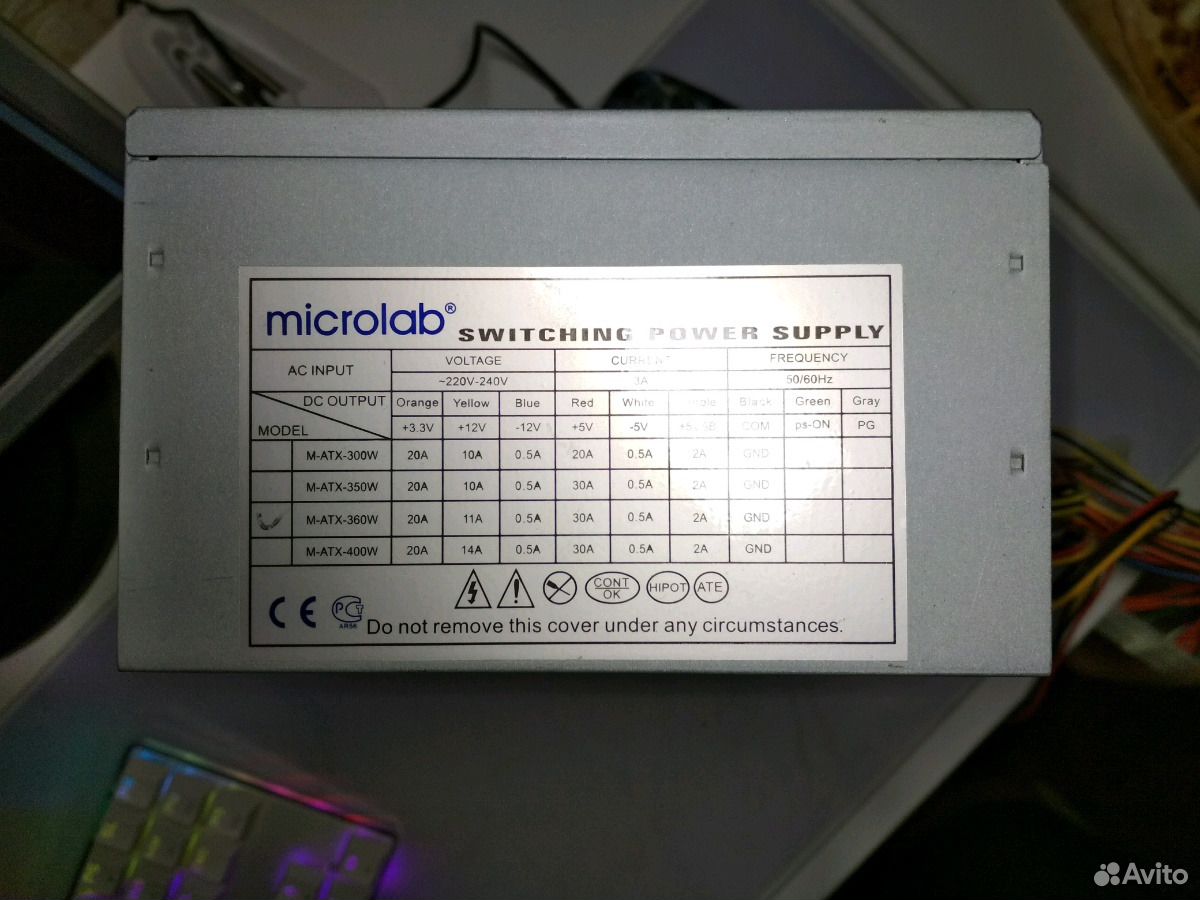 microlab®
SWITCHING POWER SUPPLY
AC INPUT VOLTAGE CURRENT FREQUENCY
~220V-240V 3A 50/60Hz
DC OUTPUT Orange Yellow Blue Red White Black Green Gray
MODEL +3.3V +12V -12V +5V -5V COM ps-ON PG
M-ATX-300W 20A 10A 0.5A 20A 0.5A 2A GND
M-ATX-350W 20A 10A 0.5A 30A 0.5A 2A GND
M-ATX-360W 20A 11A 0.5A 30A 0.5A 2A GND
M-ATX-400W 20A 14A 0.5A 30A 0.5A 2A GND
CONT
OK
HIPOT ATE
CE
РСТ
АЯ56
Do not remove this cover under any circumstances.
Avito